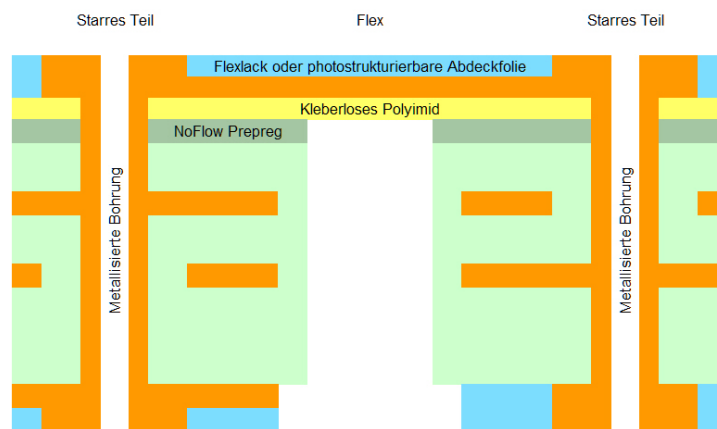 Starres Teil
Flex
Starres Teil
Flexlack oder photostrukturierbare Abdeckfolie
Kleberloses Polyimid
NoFlow Prepreg
Metallisierte Bohrung
Metallisierte Bohrung